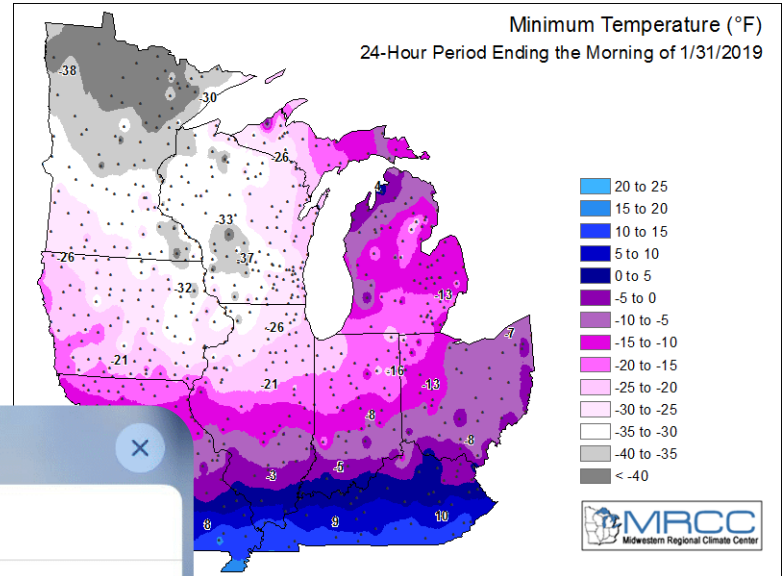 Minimum Temperature (°F)
24-Hour Period Ending the Morning of 1/31/2019
-38
-30
-26
4
-33
-26
-37
-32
-13
-26
-7
-21
-16
-21
-13
-8
-8
-5
-3
8
9
10
20 to 25
15 to 20
10 to 15
5 to 10
0 to 5
-5 to 0
-10 to -5
-15 to -10
-20 to -15
-25 to -20
-30 to -25
-35 to -30
-40 to -35
< -40
MRCC
Midwestern Regional Climate Center